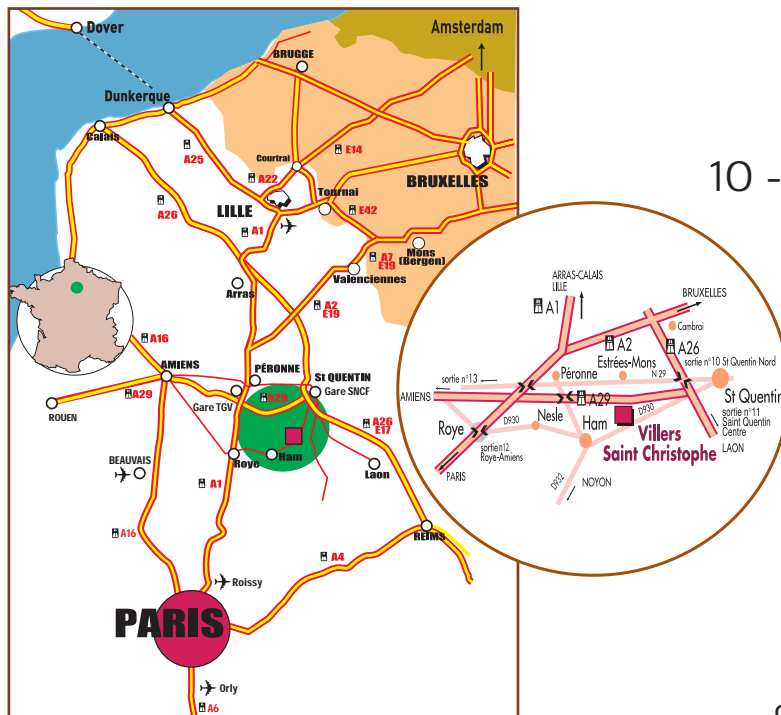 Dover
Amsterdam
BRUGGE
Dunkerque
Calais
A25
Courtrai
E14
A22
BRUXELLES
10 -
Tournai
A26
LILLE
E42
A1
Mons
(Bergen)
A7
E19
Valenciennes
Arras
A2
E19
ARRAS-CALAIS
LILLE
BRUXELLES
A1
Cambrai
A2
A26
sortie n°10 St Quentin Nord
Péronne
Estrées-Mons
sortie n°13
N 29
St Quentin
AMIENS
A29
D930
Nesle
D930
sortie n°11
Saint Quentin
Centre
Roye
Ham
Villers
Saint Christophe
LAON
sortie n12
Roye-Amiens
PARIS
D932
NOYON
A16
AMIENS
PÉRONNE
St QUENTIN
A29
Gare TGV
A29
Gare SNCF
ROUEN
A26
E17
BEAUVAIS
Roye
Ham
Laon
A1
A16
REIMS
A4
Roissy
PARIS
Orly
A6